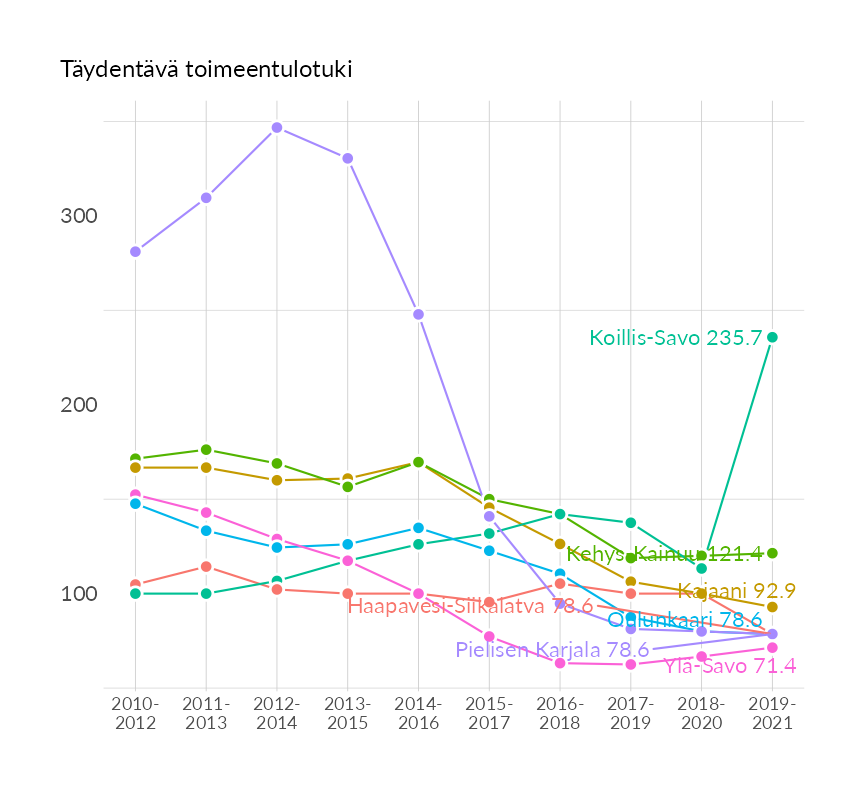 Täydentävä toimeentulotuki
300
200
100
Koillis-Savo 235.7
Kehys-Kainuu 121.4
Kajaani 92.9
Haapavesi-Siikalatva 78.6
Oulunkaari 78.6
Pielisen Karjala 78.6
Ylä-Savo 71.4
2010-
2012
2011-
2013
2012-
2014
2013-
2015
2014-
2016
2015-
2017
2016-
2018
2017-
2019
2018-
2020
2019-
2021